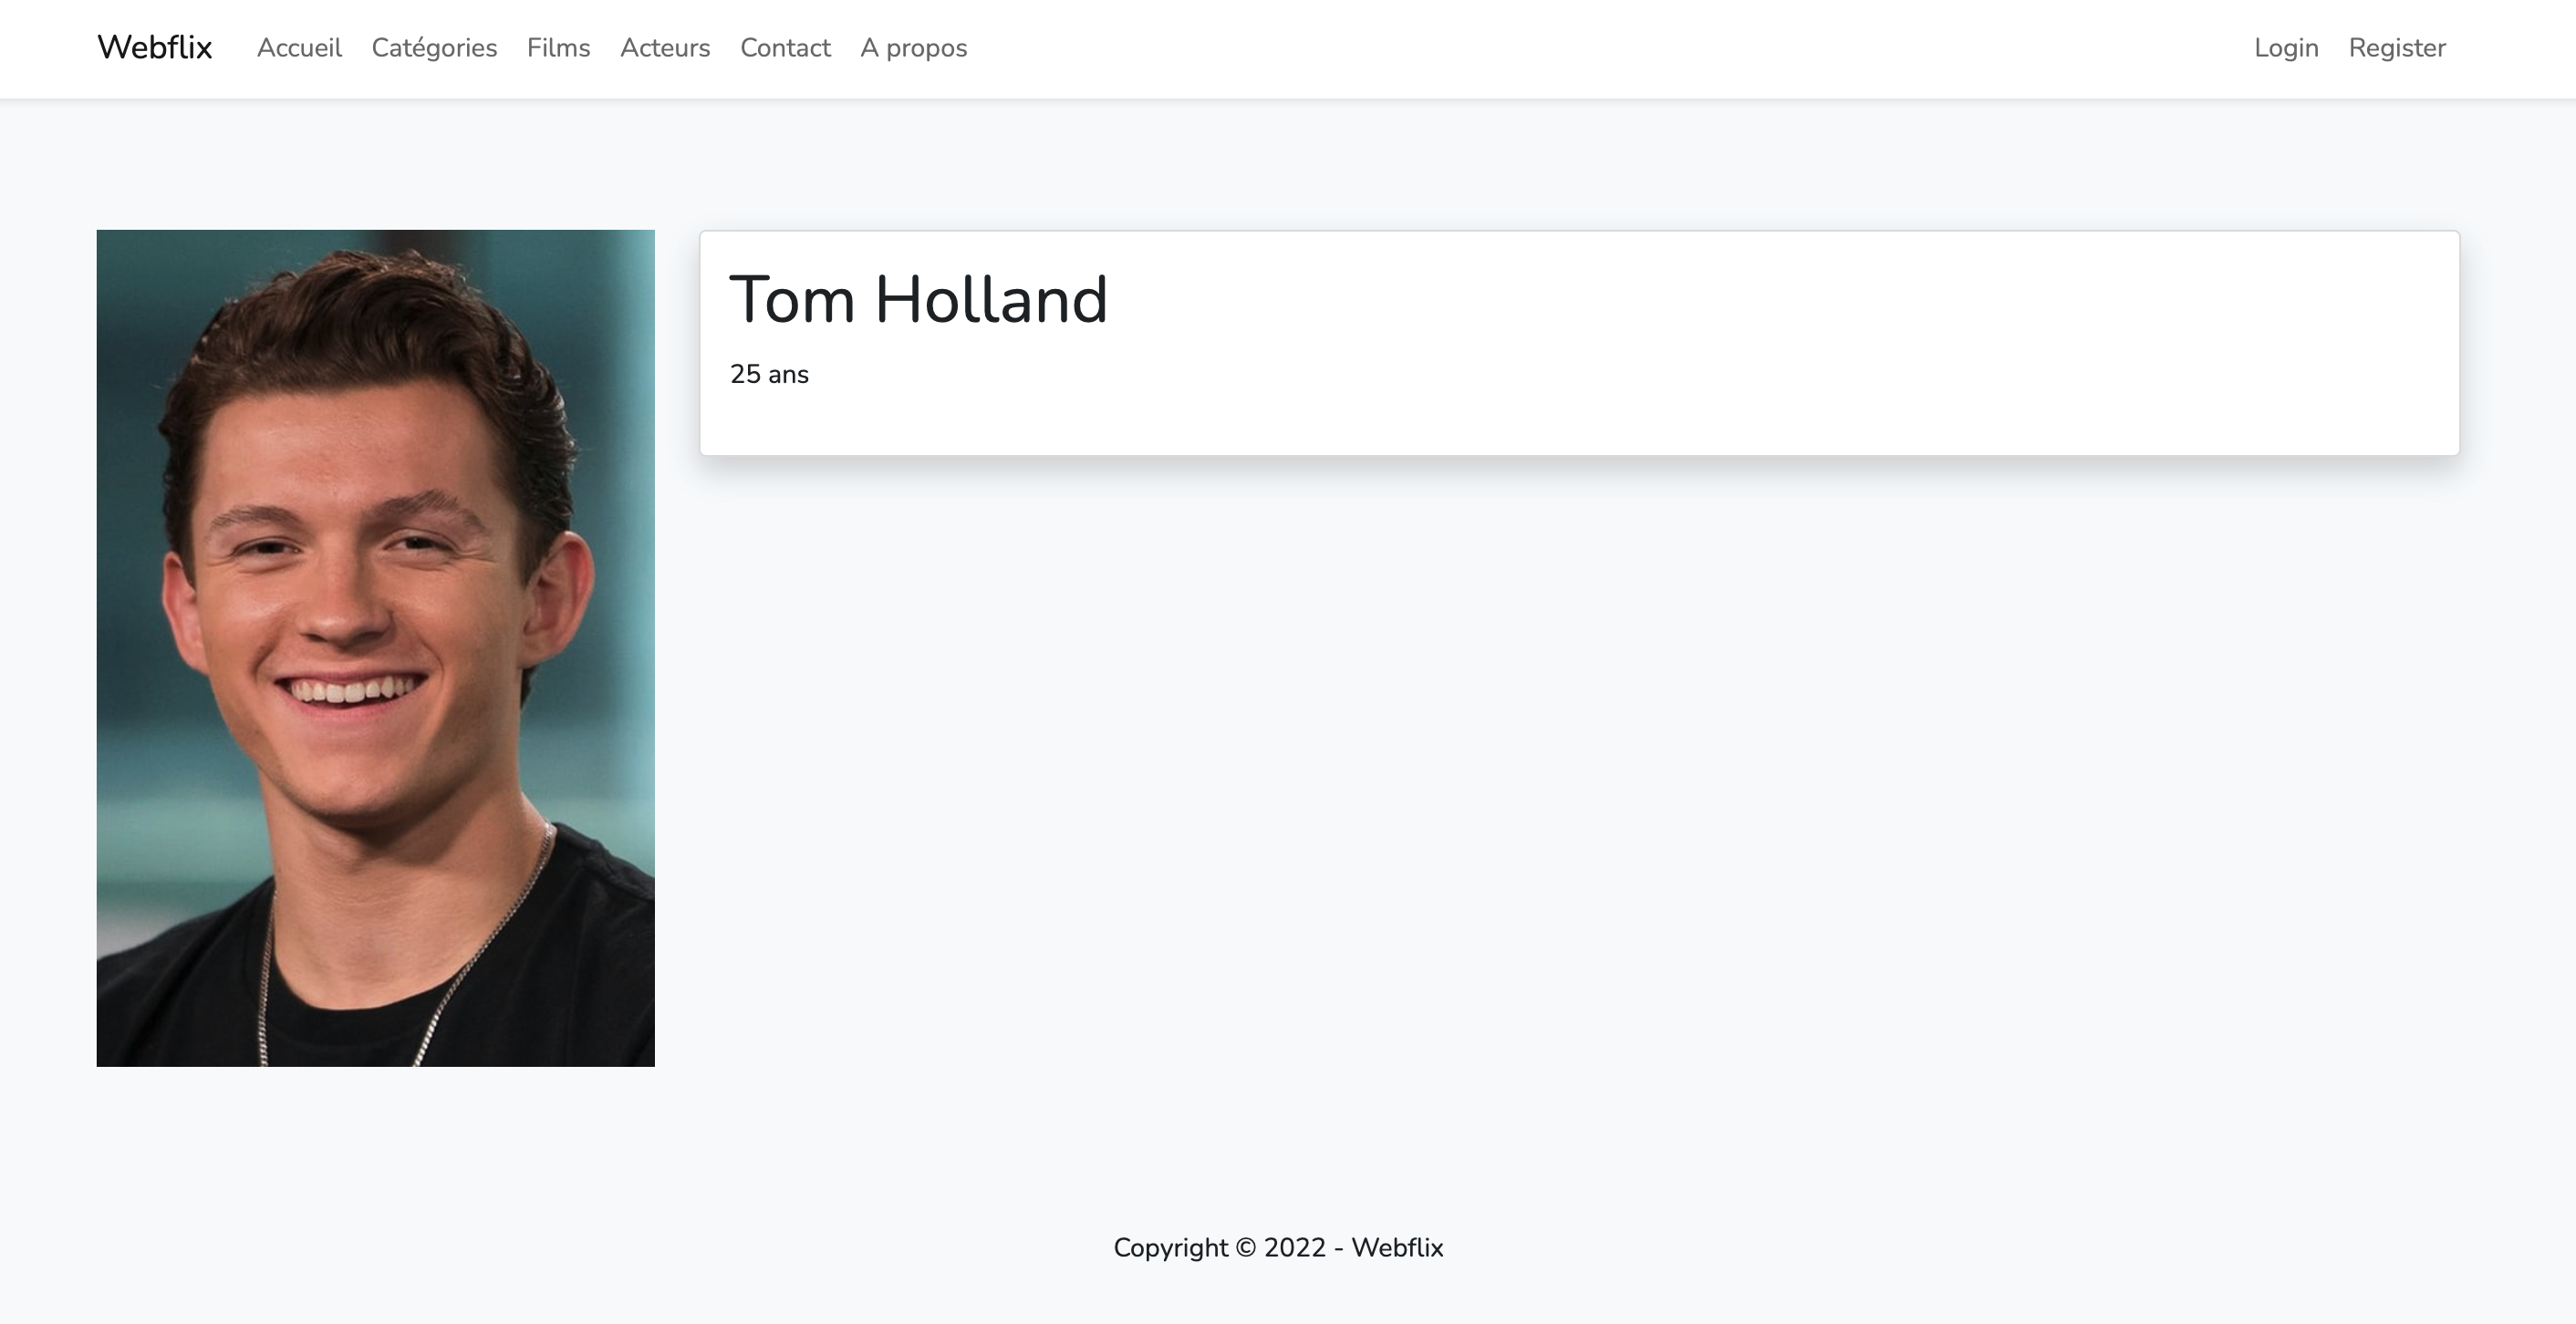 Webflix Accueil Catégories Films Acteurs Contact A propos Login Register
Tom Holland
25 ans
Copyright © 2022 - Webflix